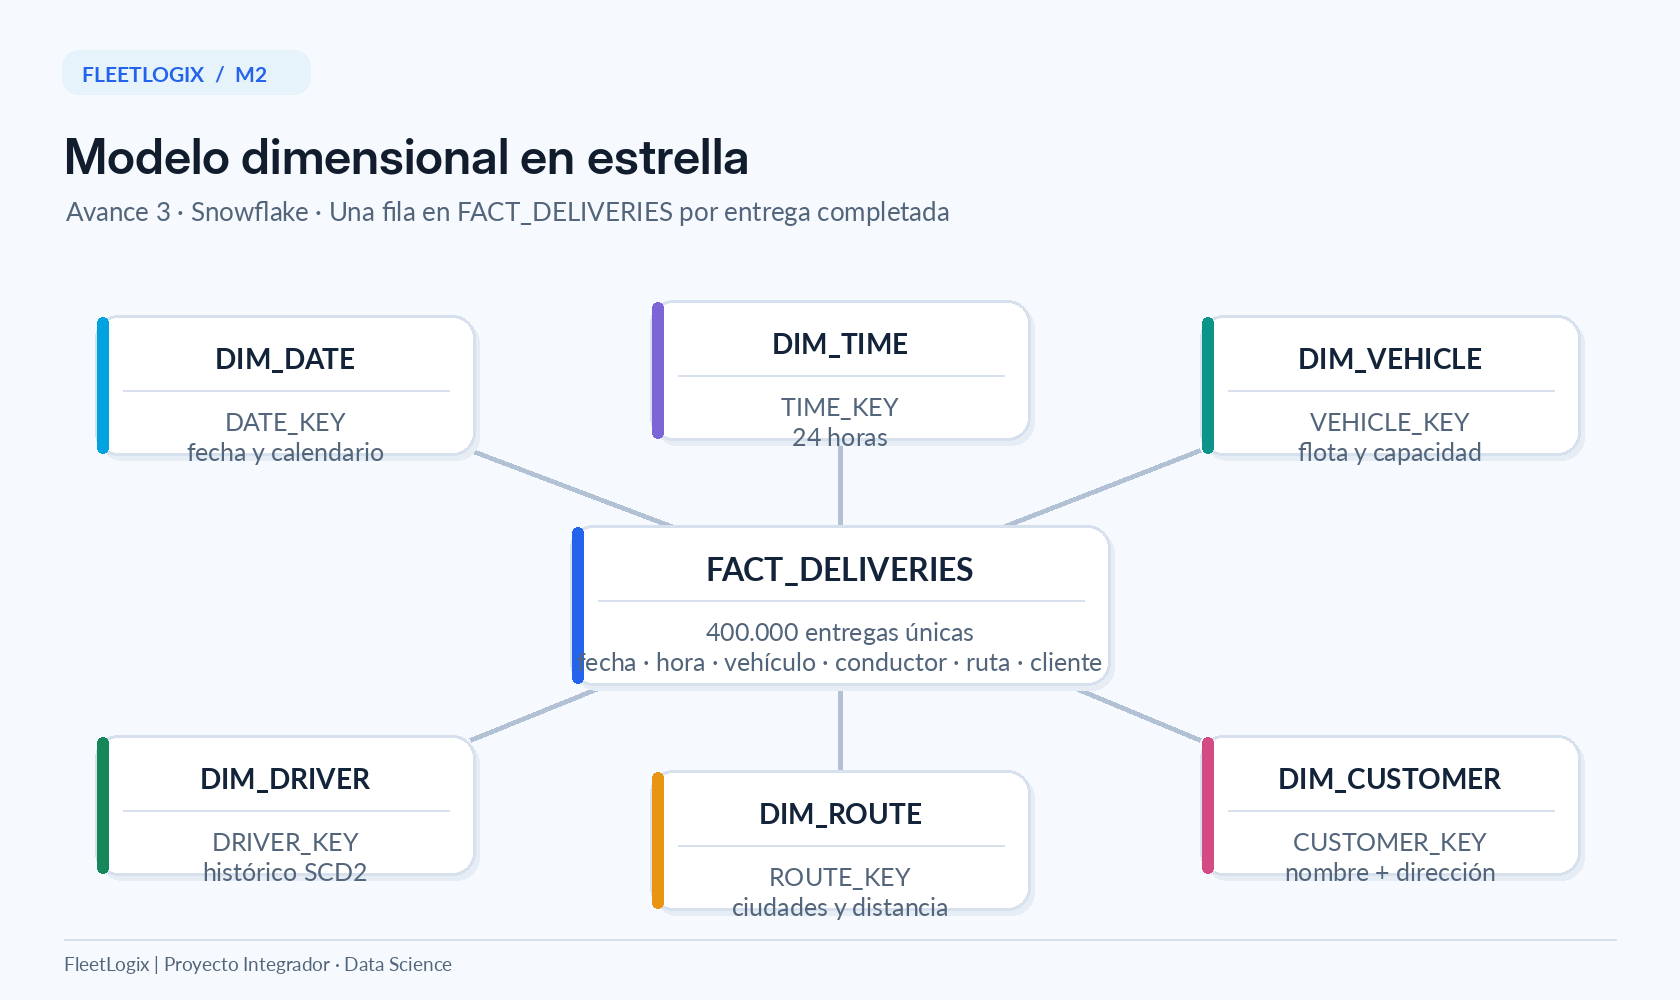 FLEETLOGIX / M2
Modelo dimensional en estrella
Avance 3 · Snowflake · Una fila en FACT_DELIVERIES por entrega completada
DIM_DATE
DATE_KEY
fecha y calendario
DIM_TIME
TIME_KEY
24 horas
DIM_VEHICLE
VEHICLE_KEY
flota y capacidad
FACT_DELIVERIES
400.000 entregas únicas
fecha · hora · vehículo · conductor · ruta · cliente
DIM_DRIVER
DRIVER_KEY
histórico SCD2
DIM_ROUTE
ROUTE_KEY
ciudades y distancia
DIM_CUSTOMER
CUSTOMER_KEY
nombre + dirección
FleetLogix | Proyecto Integrador · Data Science